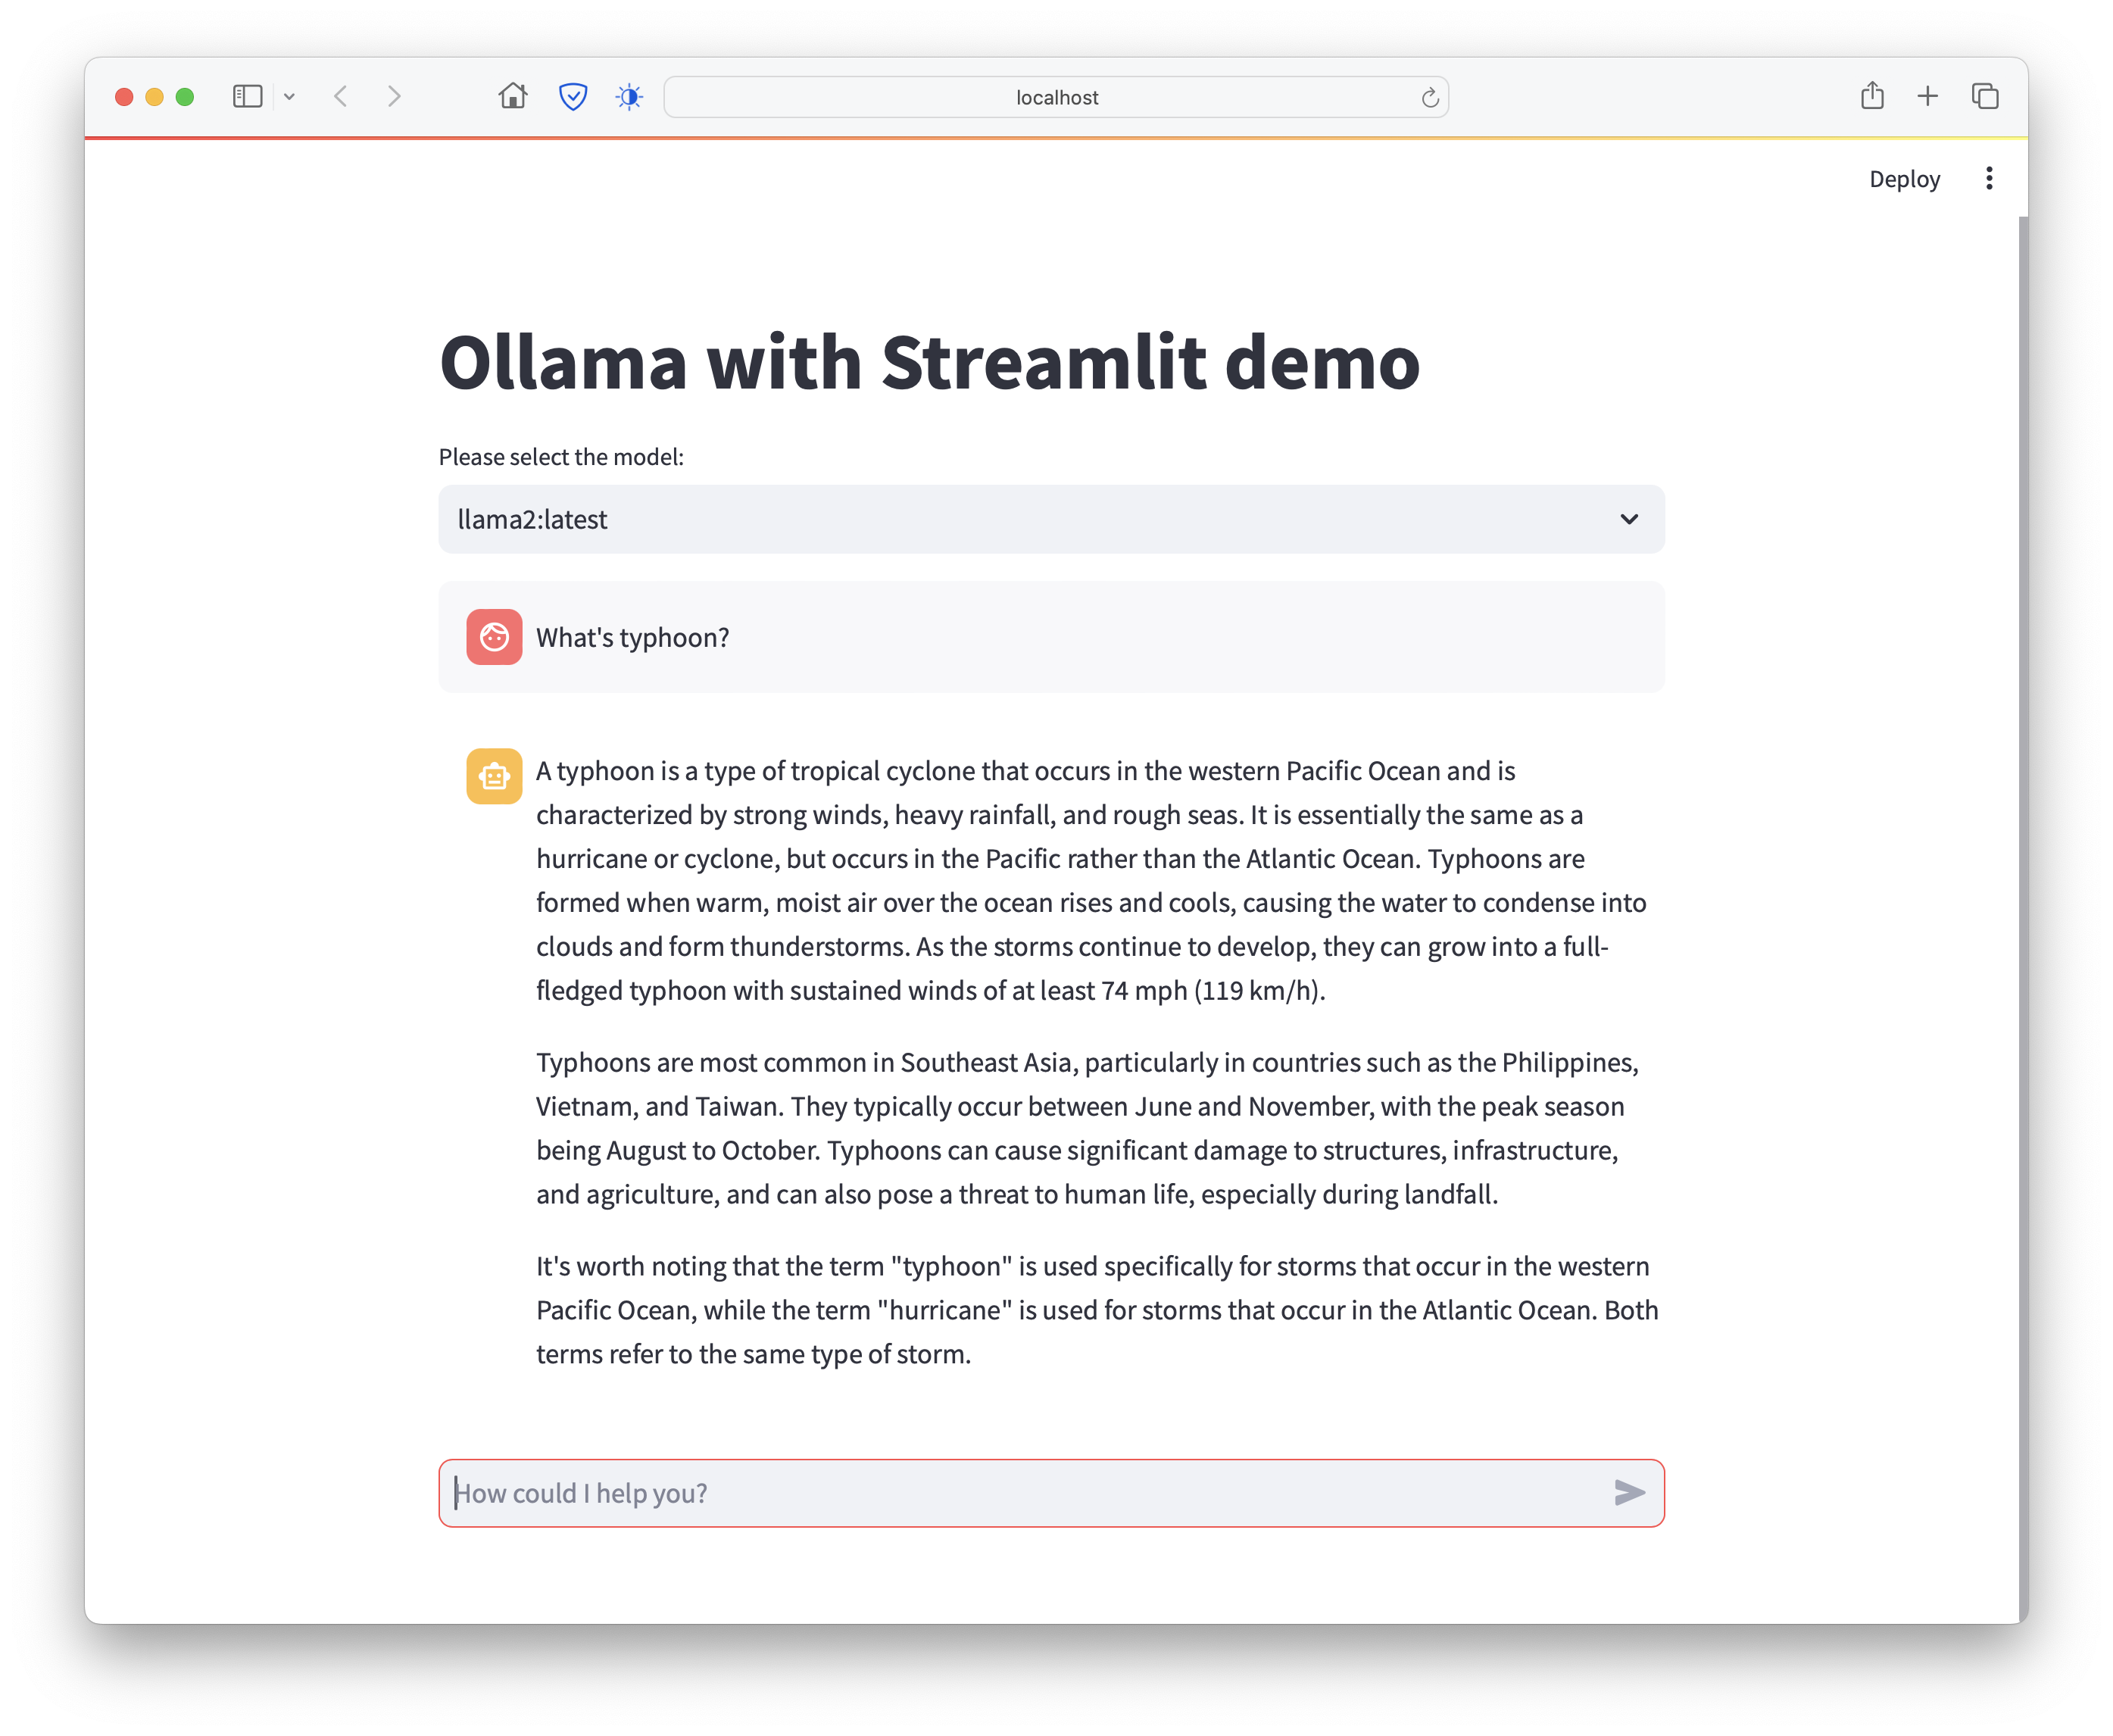 localhost
Deploy
Ollama with Streamlit demo
Please select the model:
llama2:latest
What's typhoon?
A typhoon is a type of tropical cyclone that occurs in the western Pacific Ocean and is
characterized by strong winds, heavy rainfall, and rough seas. It is essentially the same as a
hurricane or cyclone, but occurs in the Pacific rather than the Atlantic Ocean. Typhoons are
formed when warm, moist air over the ocean rises and cools, causing the water to condense into
clouds and form thunderstorms. As the storms continue to develop, they can grow into a full-
fledged typhoon with sustained winds of at least 74 mph (119 km/h).
Typhoons are most common in Southeast Asia, particularly in countries such as the Philippines,
Vietnam, and Taiwan. They typically occur between June and November, with the peak season
being August to October. Typhoons can cause significant damage to structures, infrastructure,
and agriculture, and can also pose a threat to human life, especially during landfall.
It's worth noting that the term "typhoon" is used specifically for storms that occur in the western
Pacific Ocean, while the term "hurricane" is used for storms that occur in the Atlantic Ocean. Both
terms refer to the same type of storm.
How could I help you?